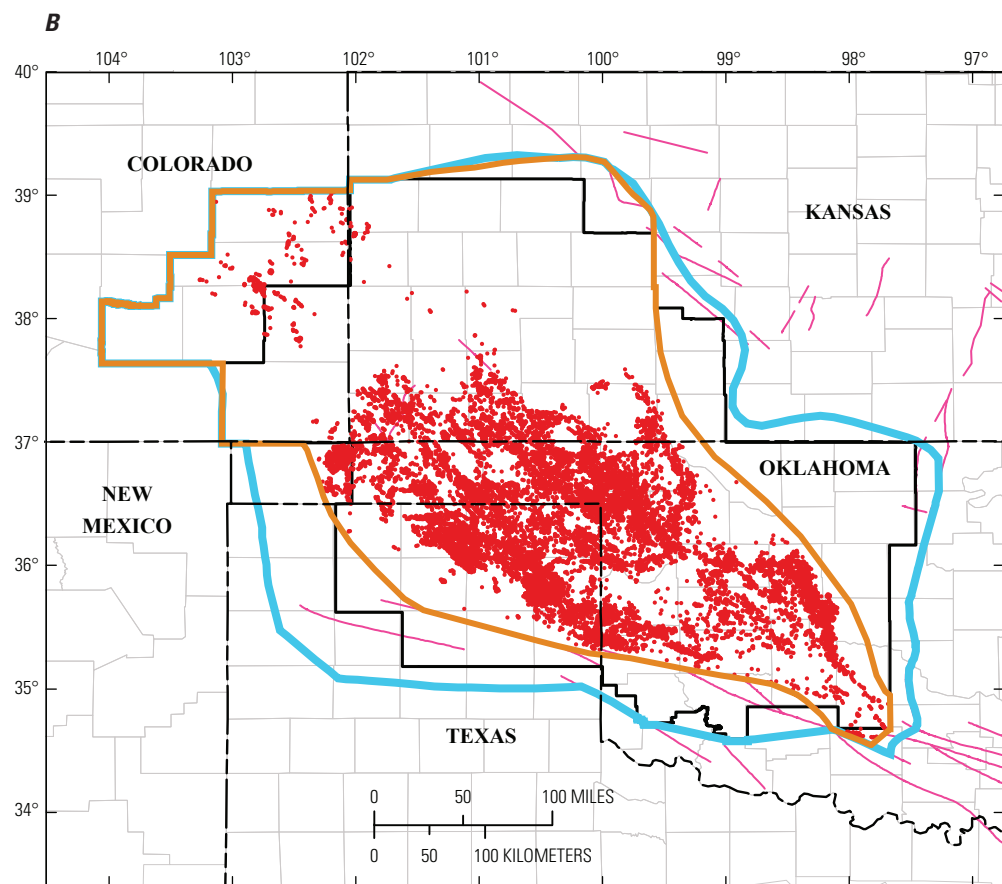 B
104° 103° 102° 101° 100° 99° 98° 97°
40°
COLORADO
39°
KANSAS
38°
37°
OKLAHOMA
NEW
MEXICO
36°
35°
TEXAS
0 50 100 MILES
34°
0 50 100 KILOMETERS